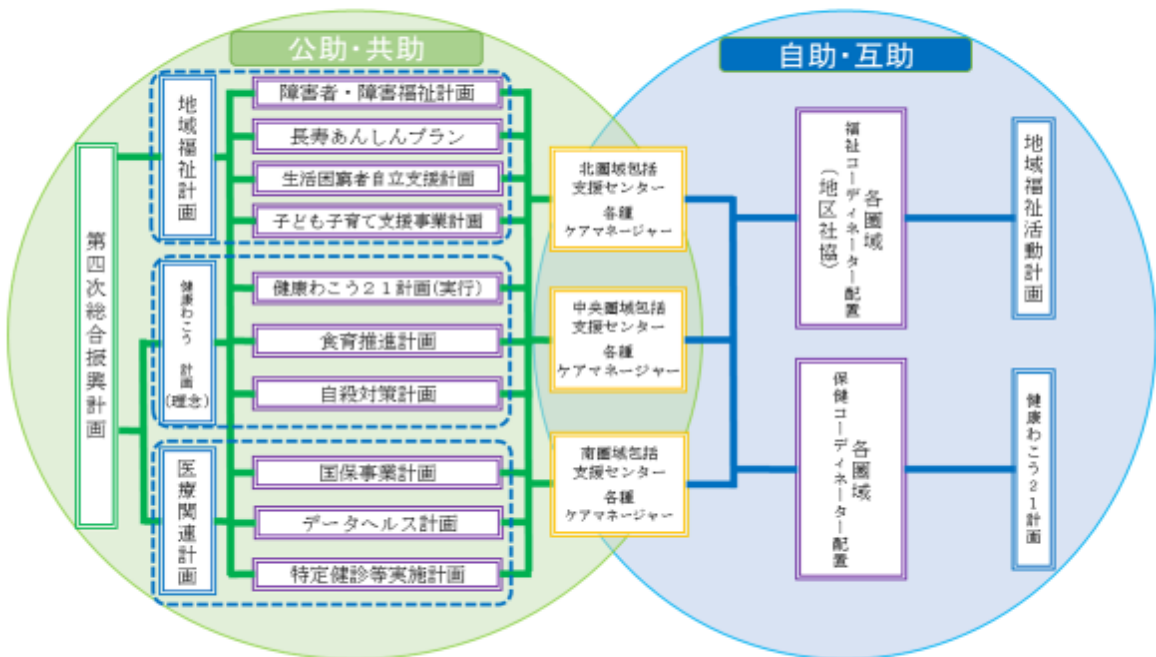 公助・共助
自助・互助
第四次総合振興計画
地域福祉計画
障害者・障害福祉計画
長寿あんしんプラン
生活困窮者自立支援計画
子ども子育て支援事業計画
健康わこう 計画
(理念)
健康わこう21計画(実行)
食育推進計画
自殺対策計画
医療関連計画
国保事業計画
データヘルス計画
特定健診等実施計画
北圏域包括
支援センター
各種
ケアマネージャー
中央圏域包括
支援センター
各種
ケアマネージャー
南圏域包括
支援センター
各種
ケアマネージャー
各圏域
福祉コーディネーター配置
(地区社協)
各圏域
保健コーディネーター配置
地域福祉活動計画
健康わこう21計画